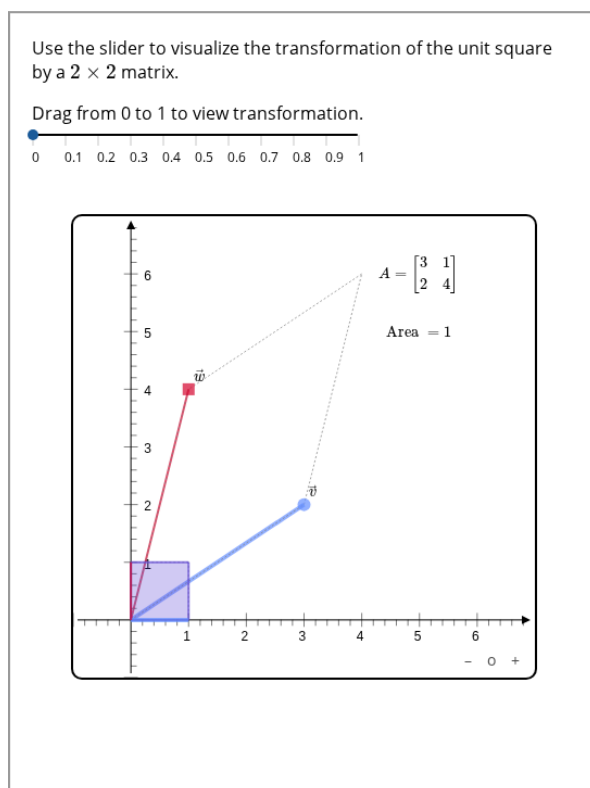 Use the slider to visualize the transformation of the unit square
by a 2 × 2 matrix.
Drag from 0 to 1 to view transformation.
0 0.1 0.2 0.3 0.4 0.5 0.6 0.7 0.8 0.9 1
6
A = [3 1
2 4]
5
Area = 1
w⃗
4
3
v⃗
2
1
1 2 3 4 5 6
− o +